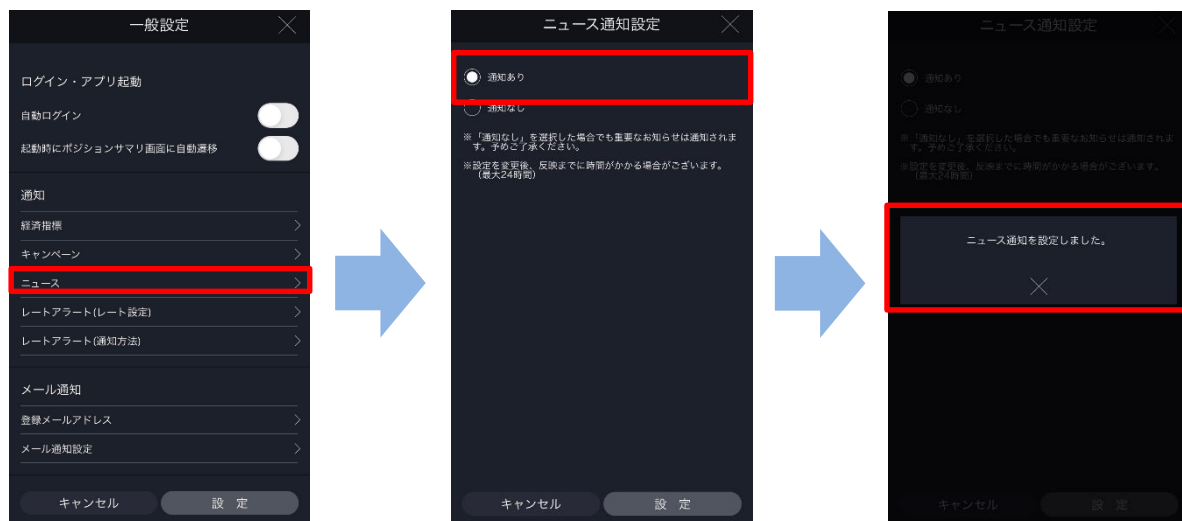 一般設定
ログイン・アプリ起動
自動ログイン
起動時にポジションサマリ画面に自動遷移
通知
経済指標
キャンペーン
ニュース
レートアラート(レート設定)
レートアラート(通知方法)
メール通知
登録メールアドレス
メール通知設定
キャンセル
設 定
ニュース通知設定
通知あり
通知なし
※「通知なし」を選択した場合でも重要なお知らせは通知されま
す。予めご了承ください。
※設定を変更後、反映までに時間がかかる場合がございます。
(最大24時間)
キャンセル
設 定
ニュース通知設定
通知あり
通知なし
※「通知なし」を選択した場合でも重要なお知らせは通知されま
す。予めご了承ください。
※設定を変更後、反映までに時間がかかる場合がございます。
(最大24時間)
ニュース通知を設定しました。
キャンセル
設 定